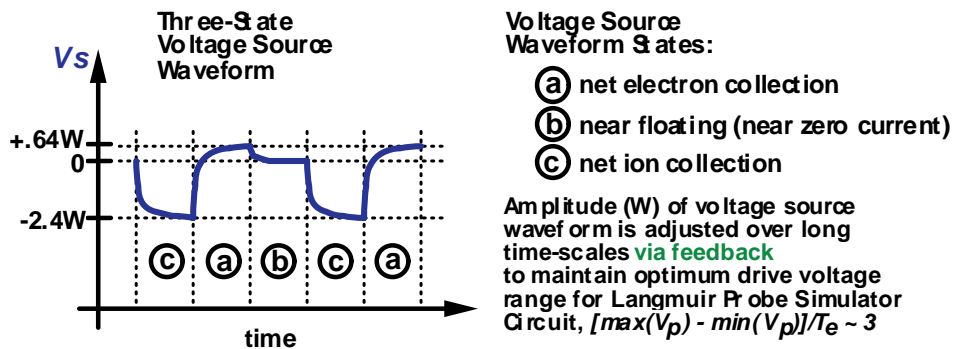 Three-State
Voltage Source
Waveform
Vs
+.64W
0
-2.4W
c
a
b
c
a
time
Voltage Source
Waveform States:
a net electron collection
b near floating (near zero current)
c net ion collection
Amplitude (W) of voltage source
waveform is adjusted over long
time-scales via feedback
to maintain optimum drive voltage
range for Langmuir Probe Simulator
Circuit, [max(Vp) - min(Vp)]/Te ~ 3